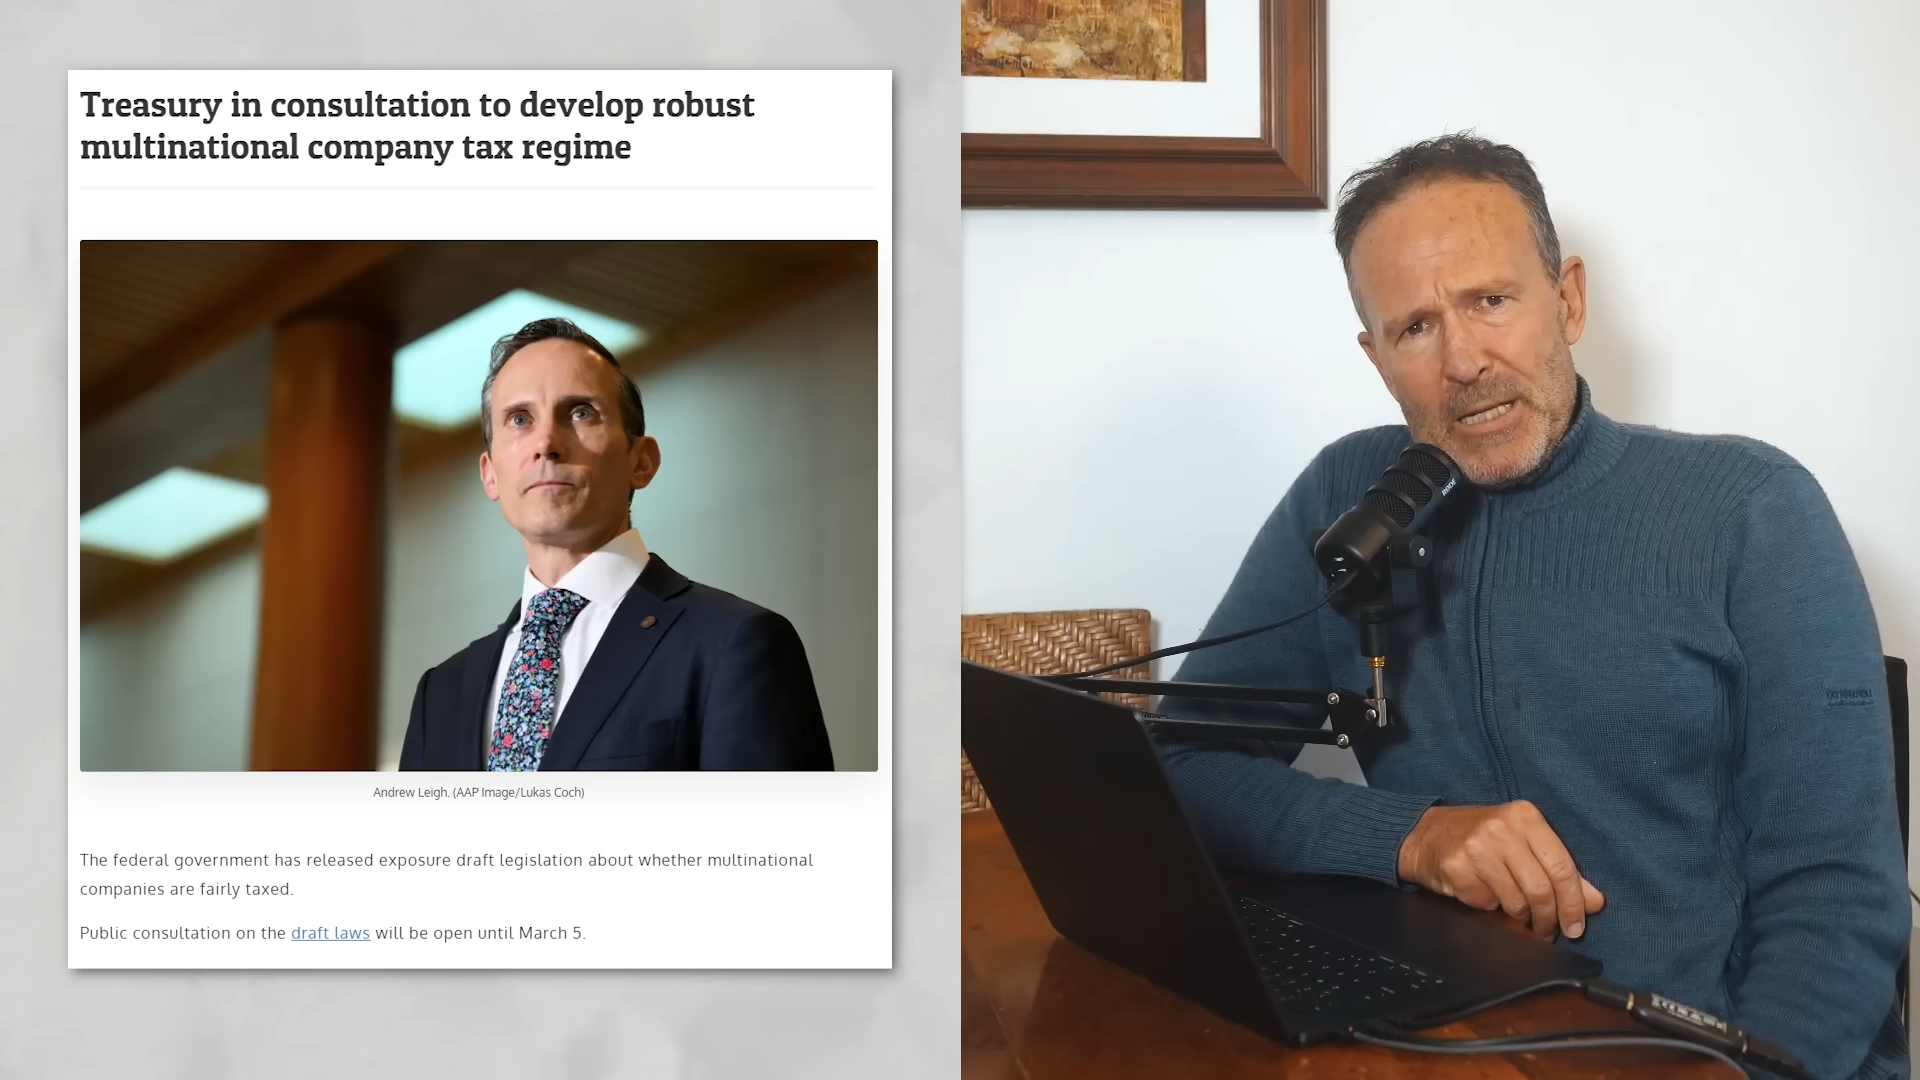 Treasury in consultation to develop robust
multinational company tax regime
Andrew Leigh. (AAP Image/Lukas Coch)
The federal government has released exposure draft legislation about whether multinational
companies are fairly taxed.
Public consultation on the draft laws will be open until March 5.
RØDE